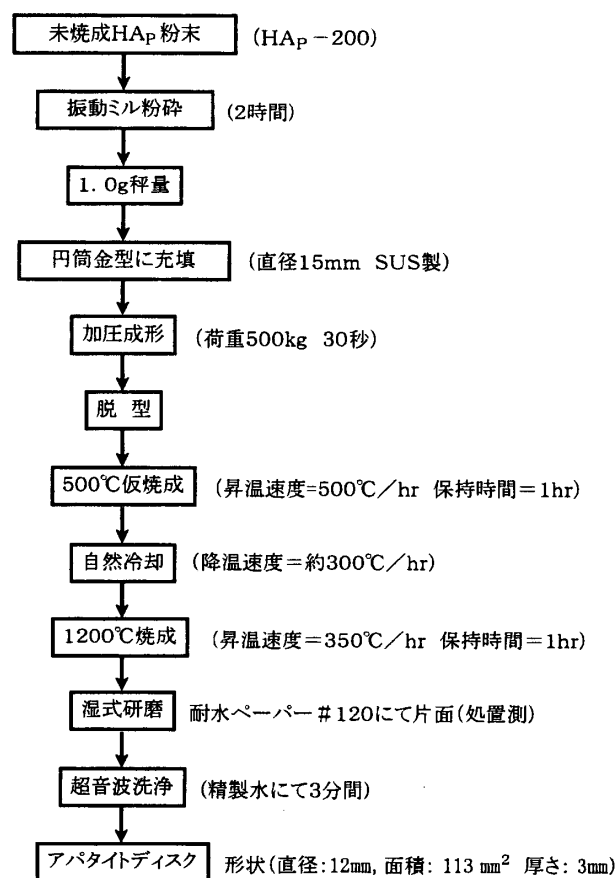 未焼成HAP粉末 (HAP-200)
振動ミル粉砕 (2時間)
1.0g秤量
円筒金型に充填 (直径15mm SUS製)
加圧成形 (荷重500kg 30秒)
脱 型
500℃仮焼成 (昇温速度=500℃/hr 保持時間=1hr)
自然冷却 (降温速度=約300℃/hr)
1200℃焼成 (昇温速度=350℃/hr 保持時間=1hr)
湿式研磨 耐水ペーパー#120にて片面(処置測)
超音波洗浄 (精製水にて3分間)
アパタイトディスク 形状(直径:12mm, 面積: 113 mm² 厚さ: 3mm)